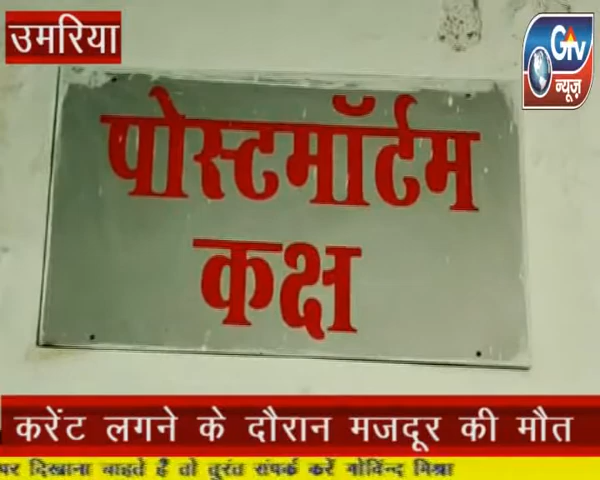 उमरिया
Gtv
न्यूज़
पोस्टमॉर्टम
कक्ष
करेंट लगने के दौरान मजदूर की मौत
पर दिखाना चाहते हैं तो तुरंत संपर्क करें गोविन्द मिश्रा